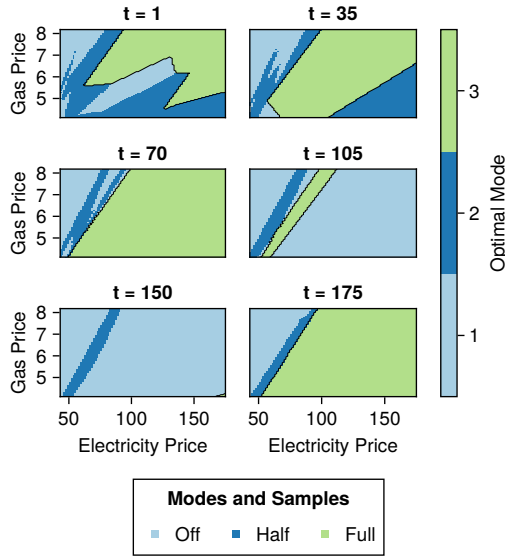 t = 1
t = 35
Gas Price
8
7
6
5
t = 70
t = 105
Gas Price
8
7
6
5
t = 150
t = 175
Gas Price
8
7
6
5
50 100 150
50 100 150
Electricity Price
Electricity Price
3
2
1
Optimal Mode
Modes and Samples
Off Half Full